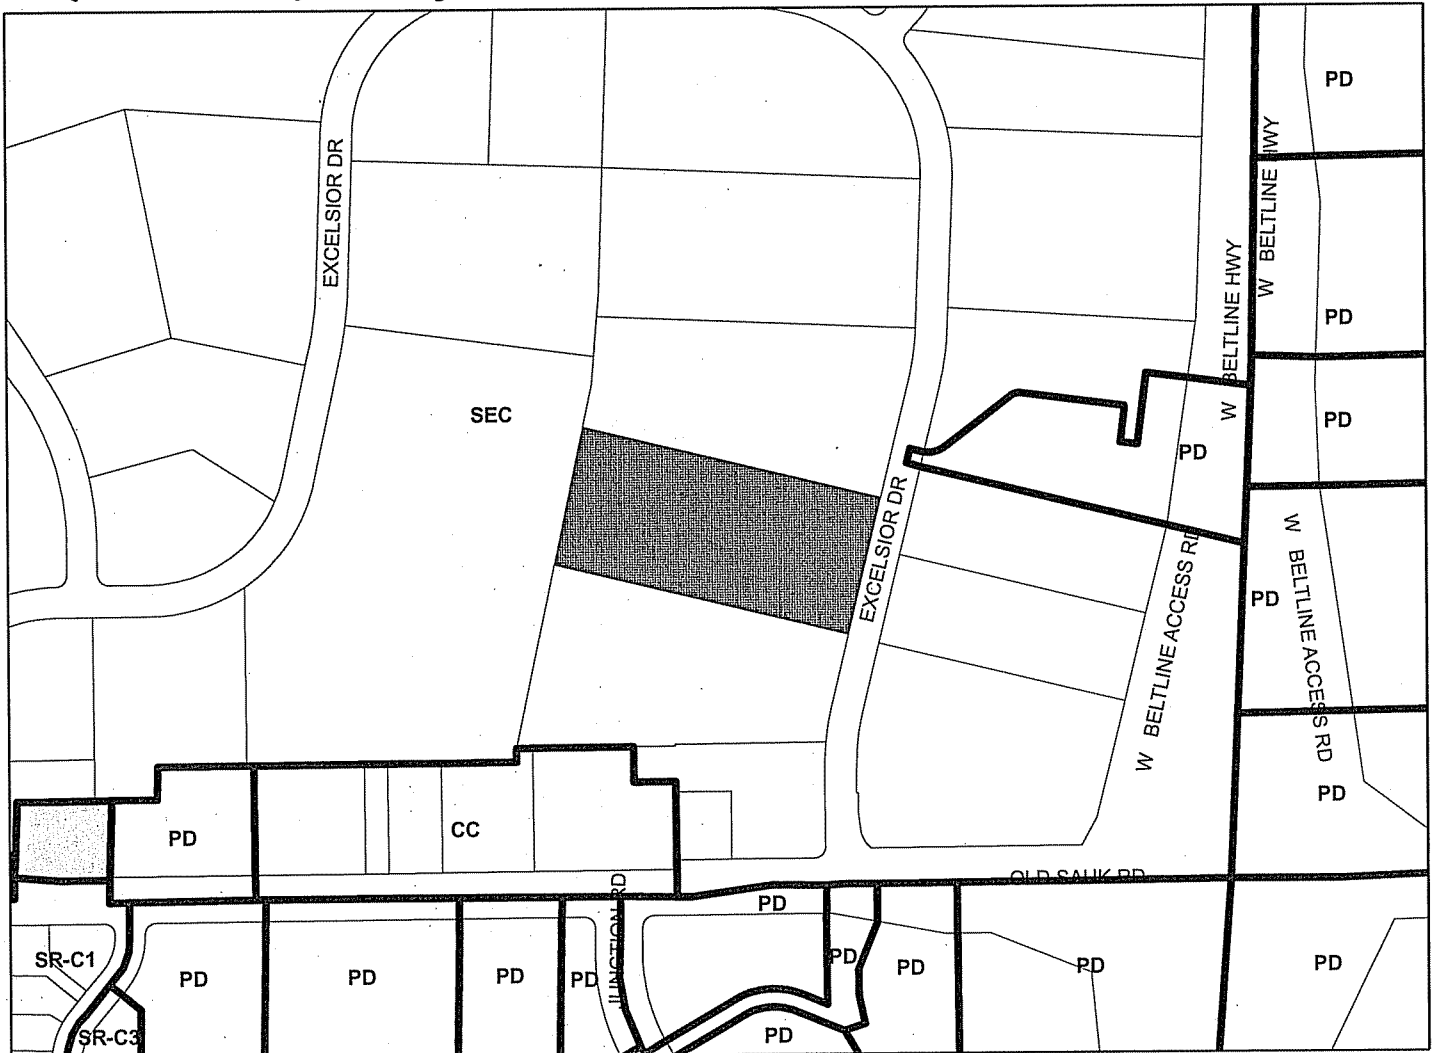 PD
EXCELSIOR DR
W BELTLINE HWY
W BELTLINE HWY
PD
SEC
PD
PD
EXCELSIOR DR
W BELTLINE ACCESS RD
PD
W BELTLINE ACCESS RD
PD
PD
CC
OLD SAUK RD
PD
JUNCTION RD
SR-C1
PD
PD
PD
PD
PD
PD
PD
PD
SR-C3
PD